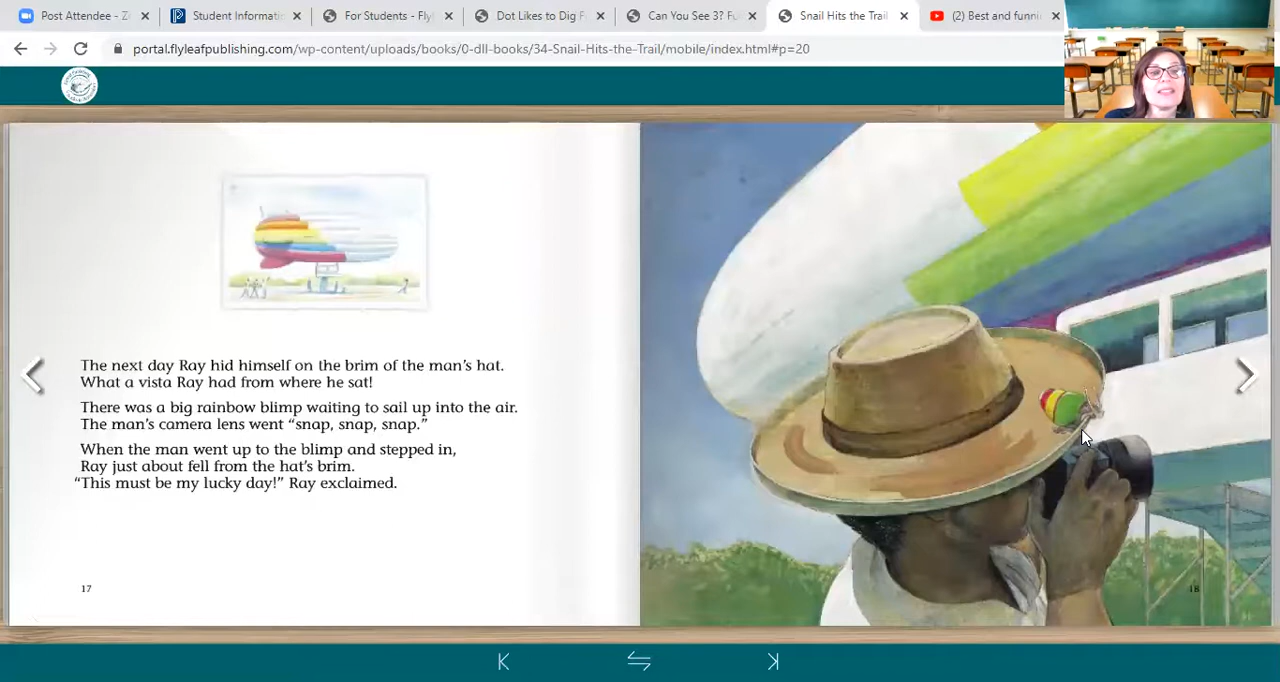 Post Attendee - Zi
Student Informati
For Students - Flyl
Dot Likes to Dig F
Can You See 3? Fu
Snail Hits the Trail
(2) Best and funni
portal.flyleafpublishing.com/wp-content/uploads/books/0-dll-books/34-Snail-Hits-the-Trail/mobile/index.html#p=20
The next day Ray hid himself on the brim of the man's hat.
What a vista Ray had from where he sat!
There was a big rainbow blimp waiting to sail up into the air.
The man's camera lens went "snap, snap, snap."
When the man went up to the blimp and stepped in,
Ray just about fell from the hat's brim.
"This must be my lucky day!" Ray exclaimed.
17
18